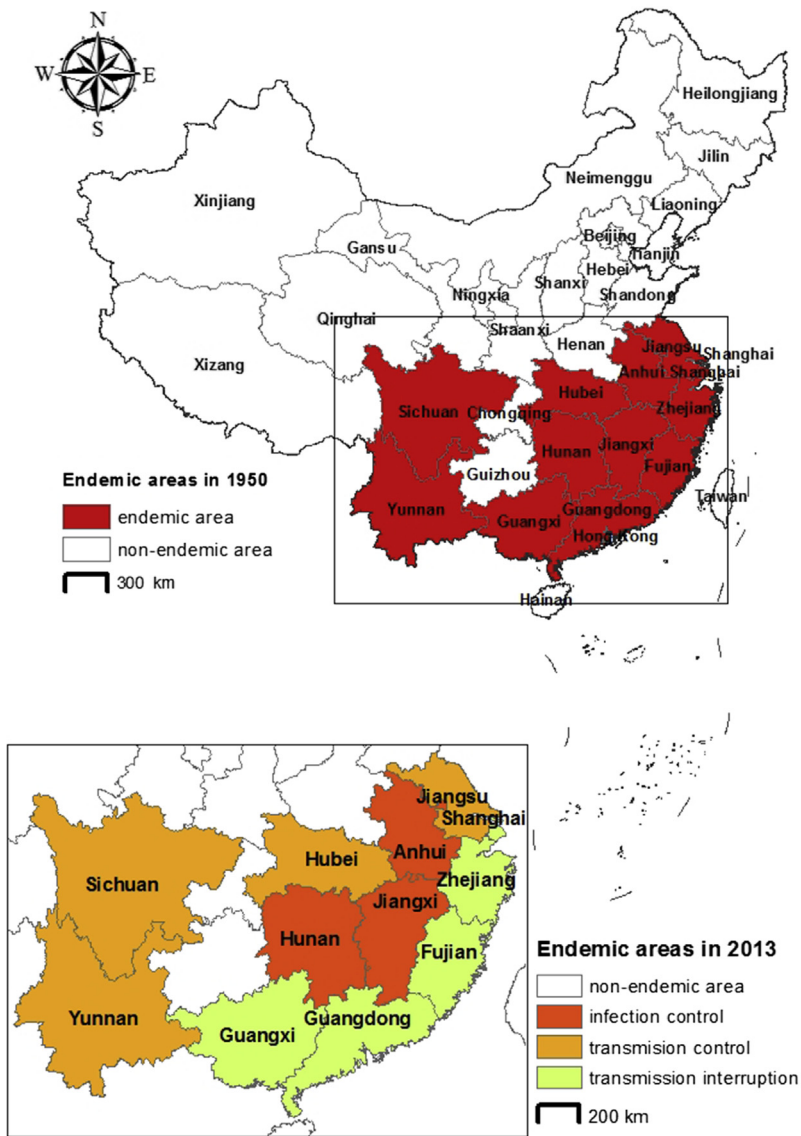 N
W E
S
Heilongjiang
Jilin
Neimenggu
Xinjiang
Liaoning
Gansu
Beijing
Tianjin
Hebei
Shanxi
Ningxia
Shandong
Qinghai
Shaanxi
Henan
Xizang
Jiangsu
Shanghai
Anhui Shanghai
Hubei
Zhejiang
Sichuan
Chongqing
Hunan
Jiangxi
Fujian
Guizhou
Taiwan
Yunnan
Guangdong
Guangxi
Hong Kong
Hainan
Endemic areas in 1950
endemic area
non-endemic area
300 km
Jiangsu
Shanghai
Anhui
Hubei
Zhejiang
Sichuan
Jiangxi
Hunan
Fujian
Yunnan
Guangdong
Guangxi
Endemic areas in 2013
non-endemic area
infection control
transmision control
transmission interruption
200 km